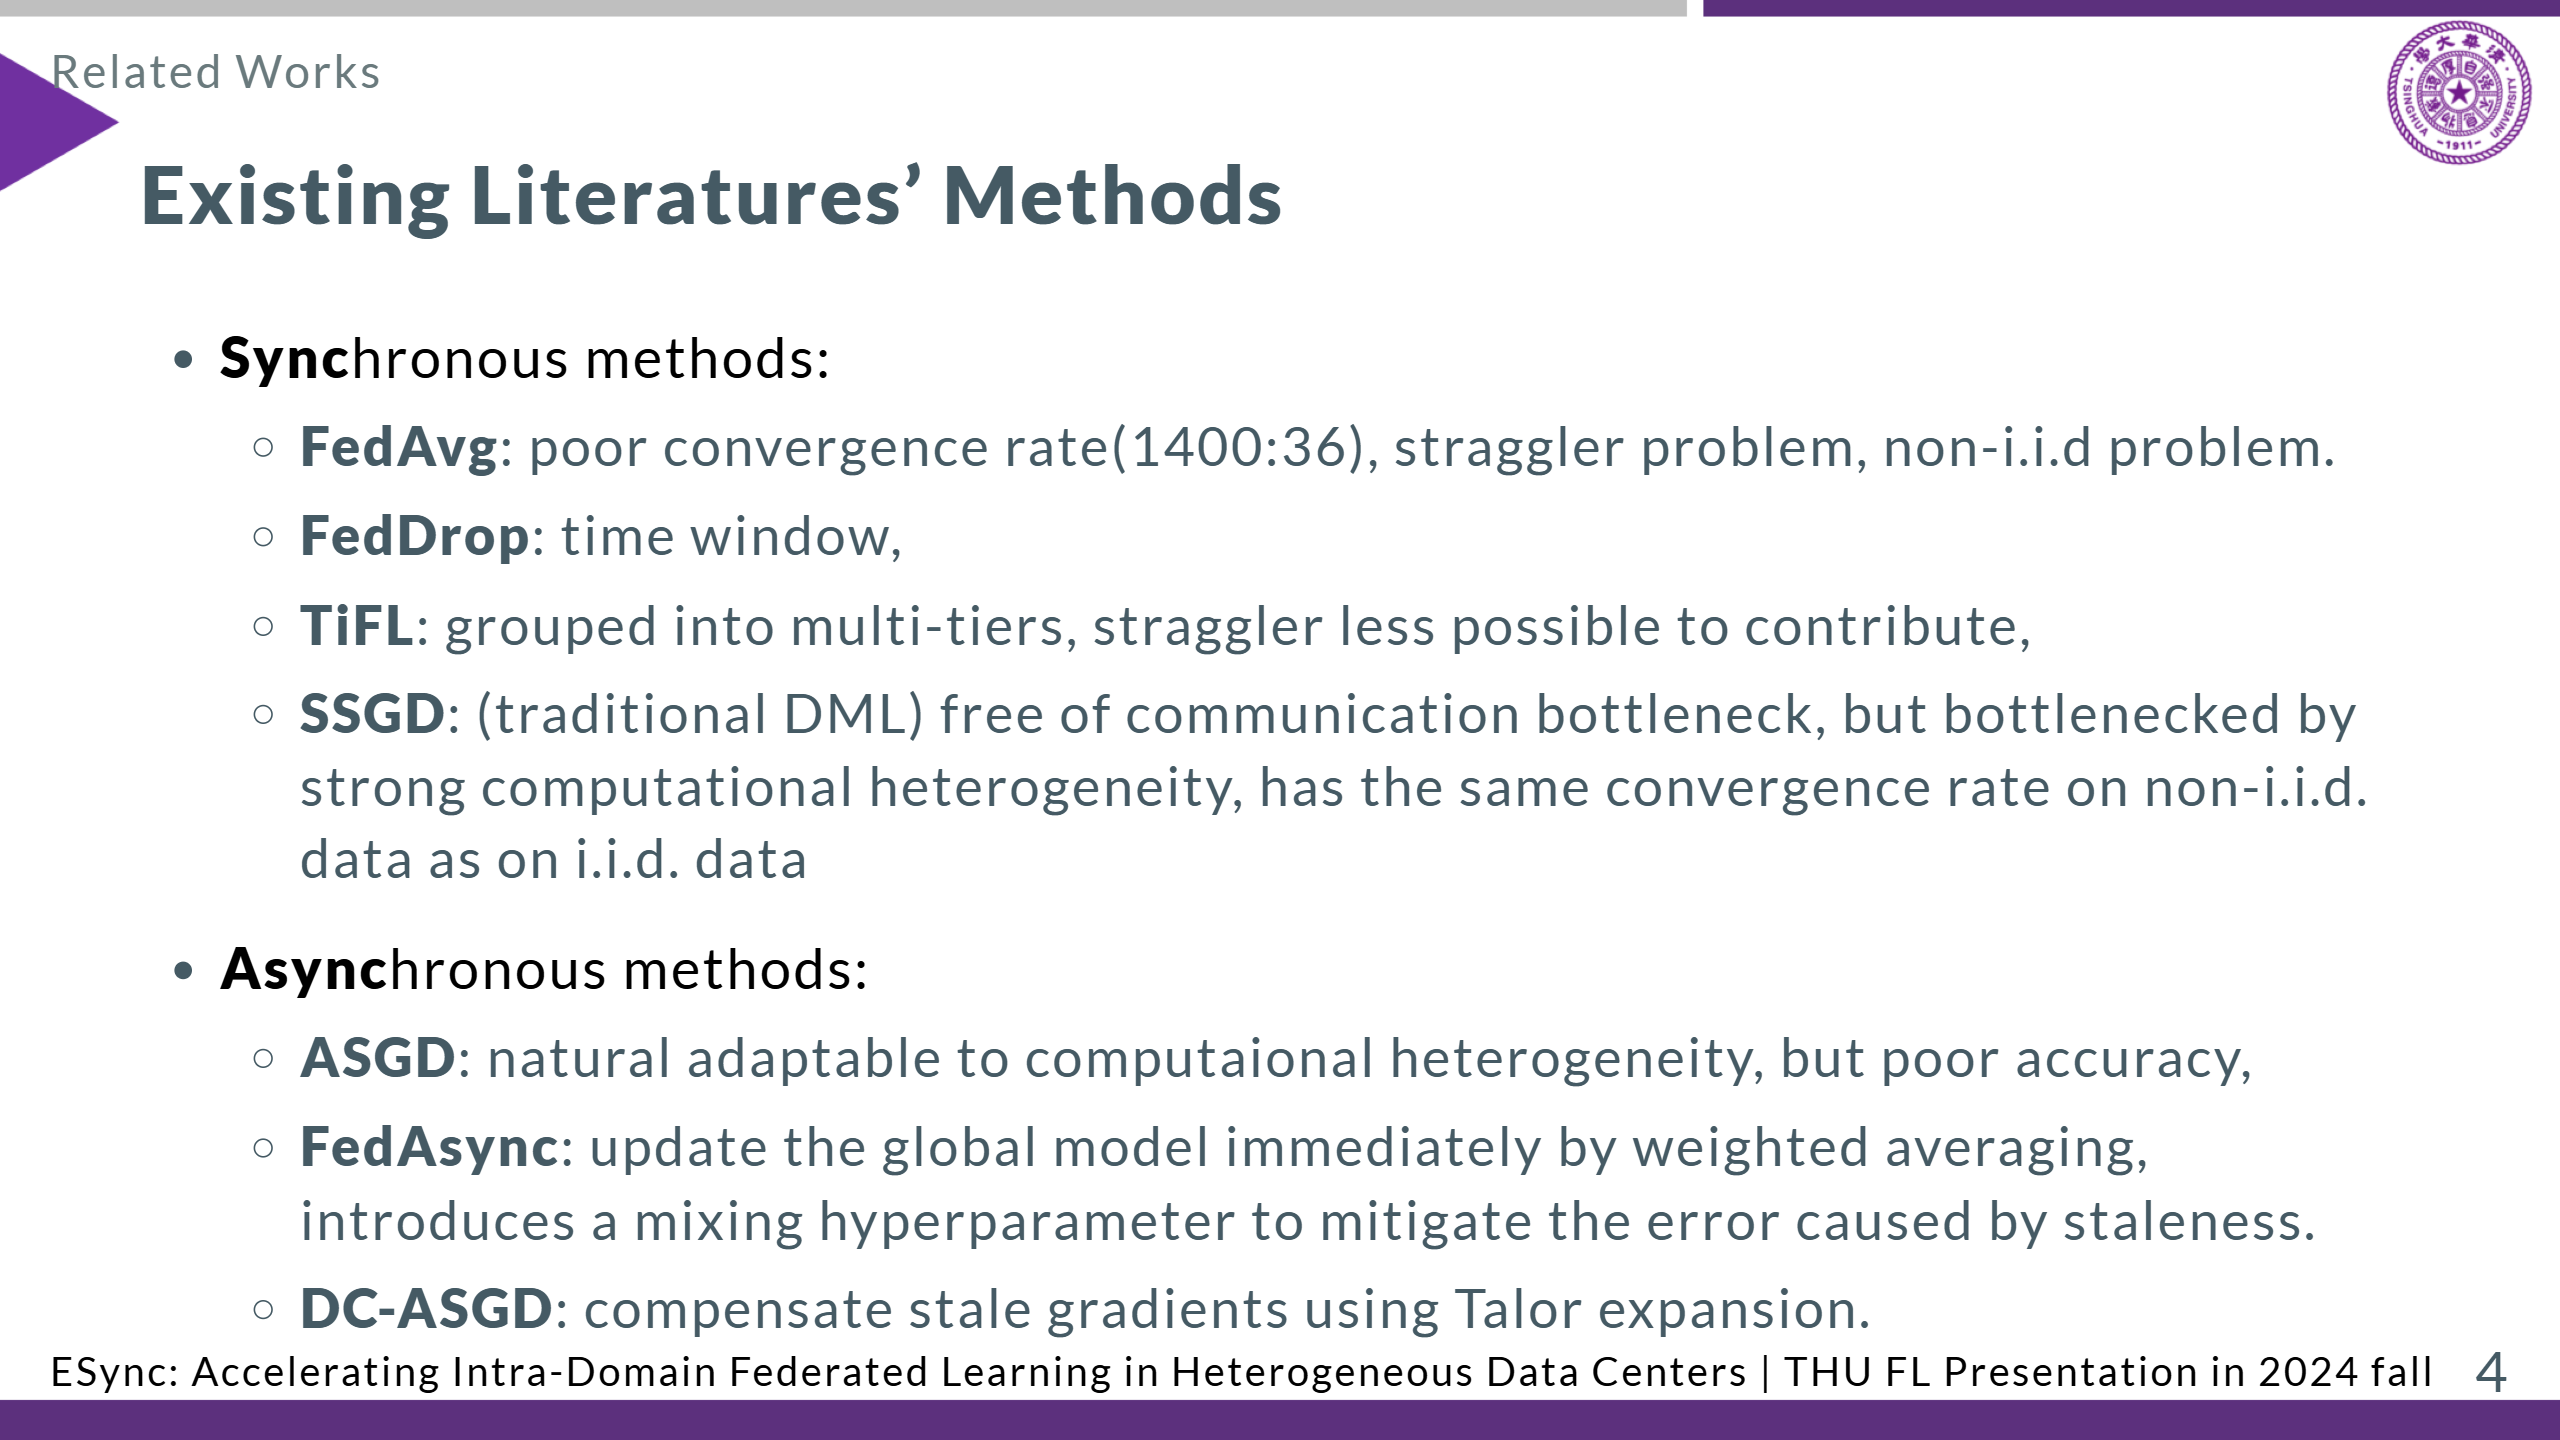 Related Works
Existing Literatures’ Methods
• Synchronous methods:
○ FedAvg: poor convergence rate(1400:36), straggler problem, non-i.i.d problem.
○ FedDrop: time window,
○ TiFL: grouped into multi-tiers, straggler less possible to contribute,
○ SSGD: (traditional DML) free of communication bottleneck, but bottlenecked by
strong computational heterogeneity, has the same convergence rate on non-i.i.d.
data as on i.i.d. data
• Asynchronous methods:
○ ASGD: natural adaptable to computaional heterogeneity, but poor accuracy,
○ FedAsync: update the global model immediately by weighted averaging,
introduces a mixing hyperparameter to mitigate the error caused by staleness.
○ DC-ASGD: compensate stale gradients using Talor expansion.
ESync: Accelerating Intra-Domain Federated Learning in Heterogeneous Data Centers | THU FL Presentation in 2024 fall 4
TSINGHUA UNIVERSITY
-1911-